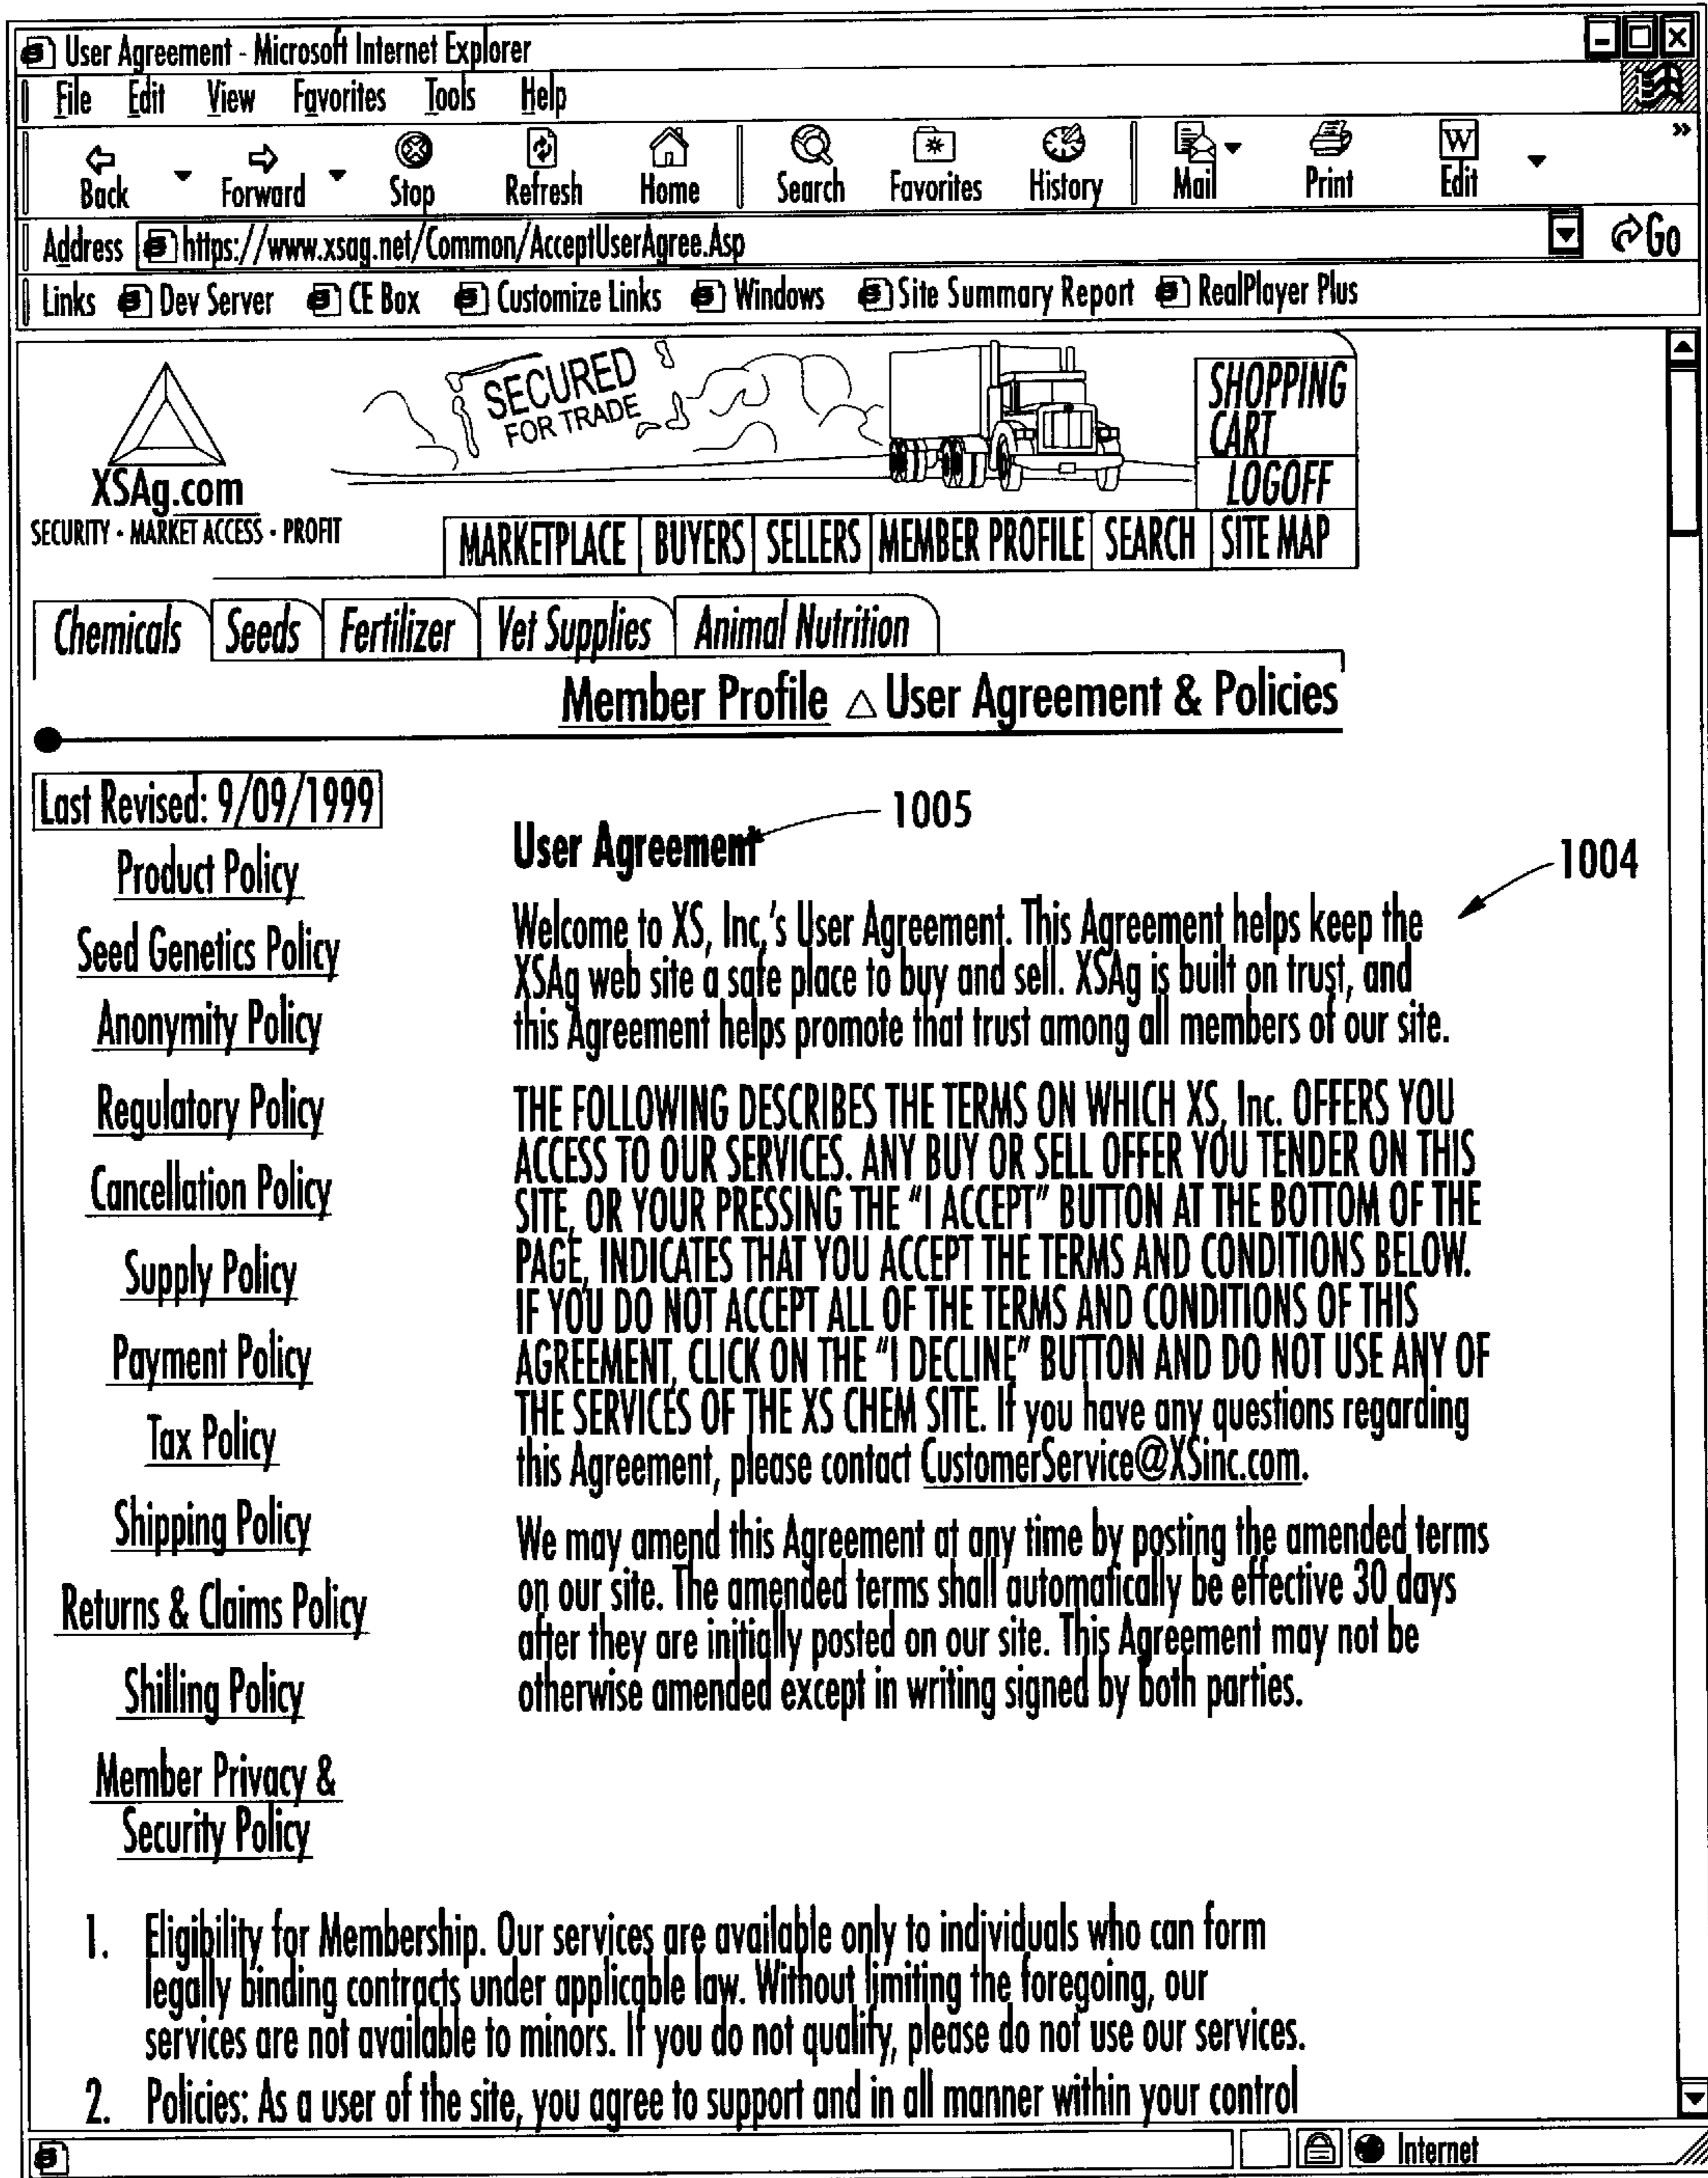 User Agreement - Microsoft Internet Explorer
File Edit View Favorites Tools Help
Back Forward Stop Refresh Home Search Favorites History Mail Print Edit »
Address https://www.xsag.net/Common/AcceptUserAgree.Asp Go
Links Dev Server CE Box Customize Links Windows Site Summary Report RealPlayer Plus
SECURED
FOR TRADE
SHOPPING
CART
LOGOFF
XSAg.com
SECURITY - MARKET ACCESS - PROFIT
MARKETPLACE BUYERS SELLERS MEMBER PROFILE SEARCH SITE MAP
Chemicals Seeds Fertilizer Vet Supplies Animal Nutrition
Member Profile △ User Agreement & Policies
Last Revised: 9/09/1999
Product Policy
Seed Genetics Policy
Anonymity Policy
Regulatory Policy
Cancellation Policy
Supply Policy
Payment Policy
Tax Policy
Shipping Policy
Returns & Claims Policy
Shilling Policy
Member Privacy &
Security Policy
User Agreement 1005
1004
Welcome to XS, Inc,'s User Agreement. This Agreement helps keep the
XSAg web site a safe place to buy and sell. XSAg is built on trust, and
this Agreement helps promote that trust among all members of our site.
THE FOLLOWING DESCRIBES THE TERMS ON WHICH XS, Inc. OFFERS YOU
ACCESS TO OUR SERVICES. ANY BUY OR SELL OFFER YOU TENDER ON THIS
SITE, OR YOUR PRESSING THE "I ACCEPT" BUTTON AT THE BOTTOM OF THE
PAGE, INDICATES THAT YOU ACCEPT THE TERMS AND CONDITIONS BELOW.
IF YOU DO NOT ACCEPT ALL OF THE TERMS AND CONDITIONS OF THIS
AGREEMENT, CLICK ON THE "I DECLINE" BUTTON AND DO NOT USE ANY OF
THE SERVICES OF THE XS CHEM SITE. If you have any questions regarding
this Agreement, please contact CustomerService@XSinc.com.
We may amend this Agreement at any time by posting the amended terms
on our site. The amended terms shall automatically be effective 30 days
after they are initially posted on our site. This Agreement may not be
otherwise amended except in writing signed by both parties.
1. Eligibility for Membership. Our services are available only to individuals who can form
legally binding contracts under applicable law. Without limiting the foregoing, our
services are not available to minors. If you do not qualify, please do not use our services.
2. Policies: As a user of the site, you agree to support and in all manner within your control
Internet